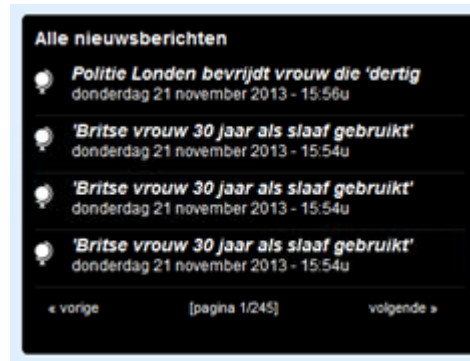 Alle nieuwsberichten
Politie Londen bevrijdt vrouw die 'dertig
donderdag 21 november 2013 - 15:56u
'Britse vrouw 30 jaar als slaaf gebruikt'
donderdag 21 november 2013 - 15:54u
'Britse vrouw 30 jaar als slaaf gebruikt'
donderdag 21 november 2013 - 15:54u
'Britse vrouw 30 jaar als slaaf gebruikt'
donderdag 21 november 2013 - 15:54u
« vorige [pagina 1/245] volgende »